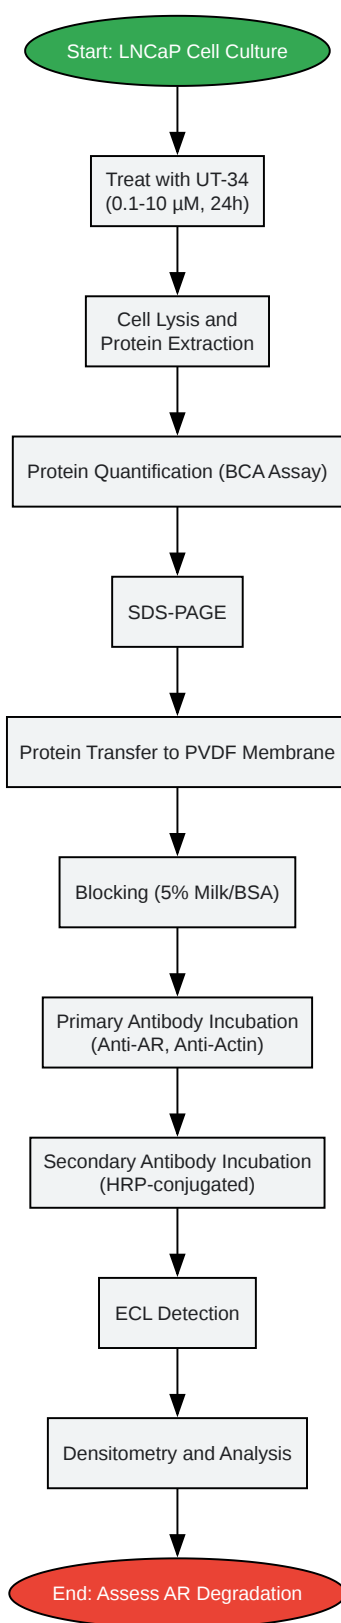 Start: LNCaP Cell Culture
Treat with UT-34
(0.1-10 µM, 24h)
Cell Lysis and
Protein Extraction
Protein Quantification (BCA Assay)
SDS-PAGE
Protein Transfer to PVDF Membrane
Blocking (5% Milk/BSA)
Primary Antibody Incubation
(Anti-AR, Anti-Actin)
Secondary Antibody Incubation
(HRP-conjugated)
ECL Detection
Densitometry and Analysis
End: Assess AR Degradation